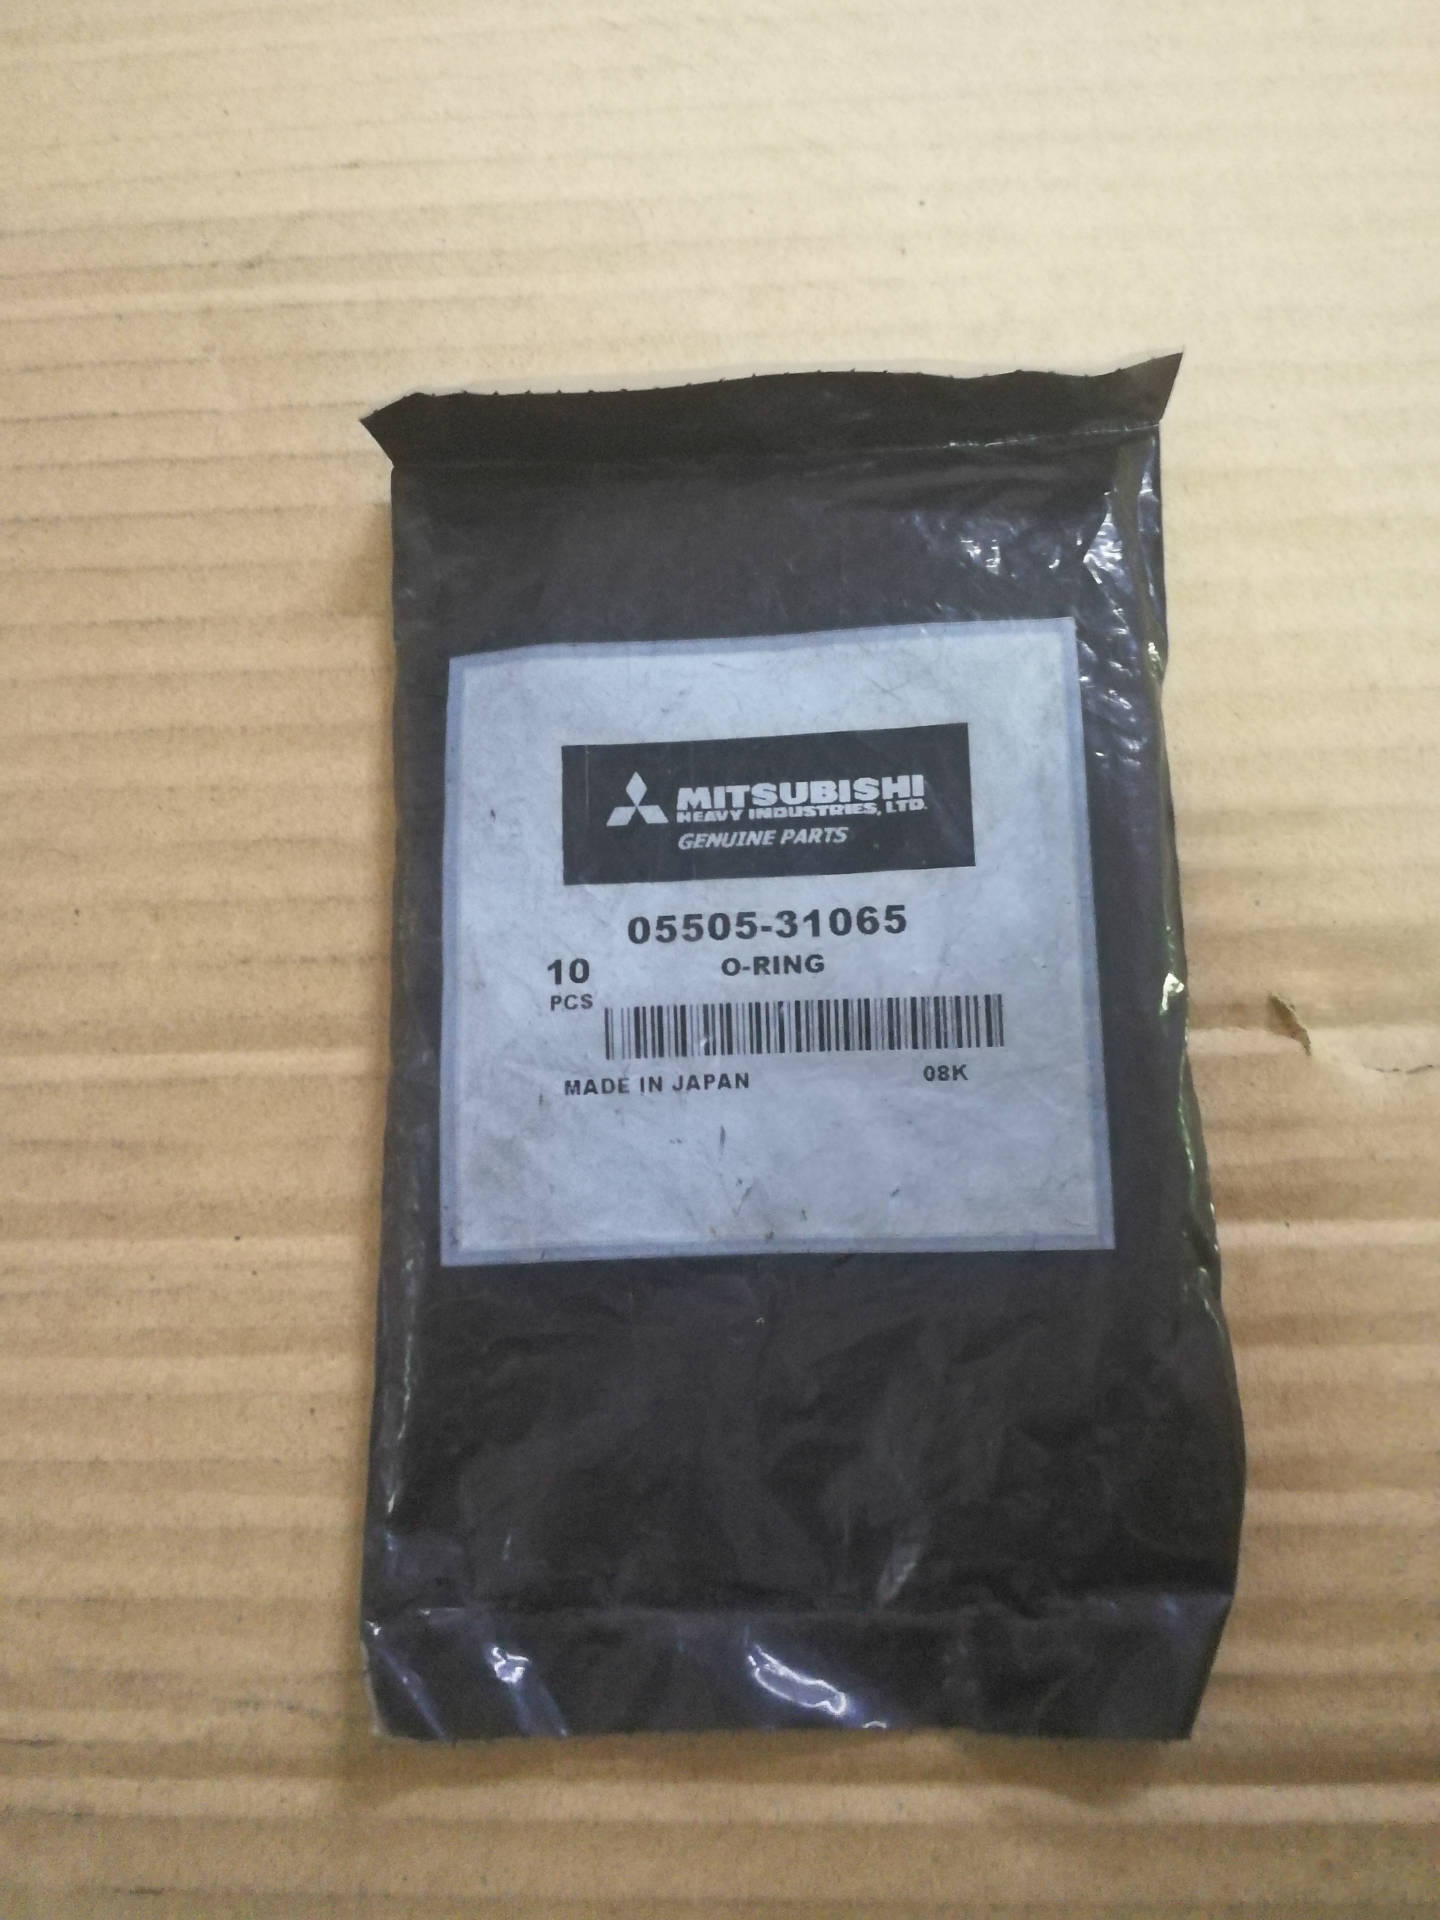 MITSUBISHI
HEAVY INDUSTRIES, LTD.
GENUINE PARTS
05505-31065
10 O-RING
PCS
MADE IN JAPAN 08K